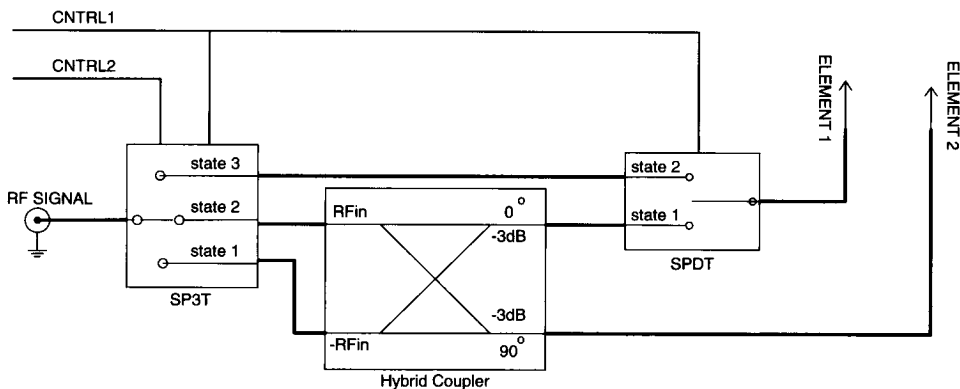 CNTRL1
CNTRL2
ELEMENT 1
ELEMENT 2
state 3
state 2
RF SIGNAL
state 2
RFin
0°
state 1
-3dB
state 1
SPDT
SP3T
-3dB
-RFin
90°
Hybrid Coupler